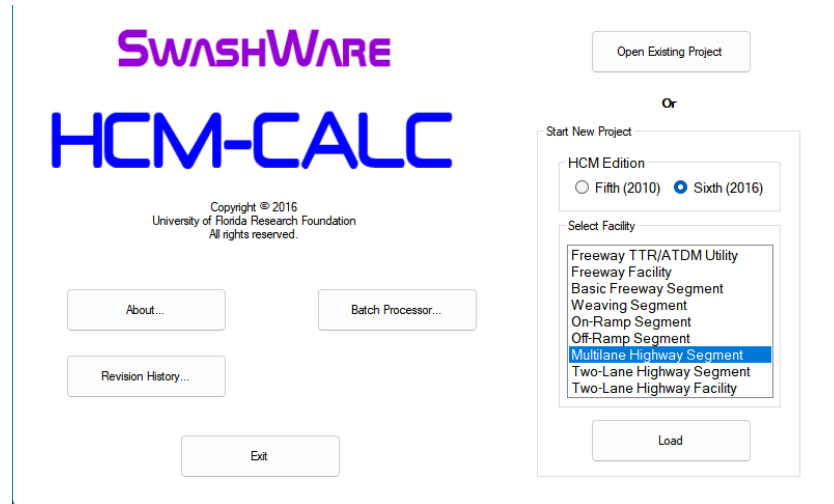 SWASHWARE
HCM-CALC
Copyright © 2016
University of Florida Research Foundation
All rights reserved.
About...
Batch Processor...
Revision History...
Exit
Open Existing Project
Or
Start New Project
HCM Edition
Fifth (2010)
Sixth (2016)
Select Facility
Freeway TTR/ATDM Utility
Freeway Facility
Basic Freeway Segment
Weaving Segment
On-Ramp Segment
Off-Ramp Segment
Multilane Highway Segment
Two-Lane Highway Segment
Two-Lane Highway Facility
Load